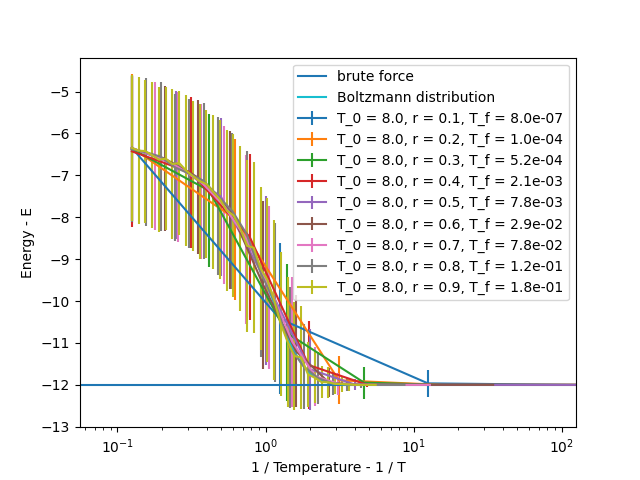 −5
−6
−7
−8
−9
−10
−11
−12
−13
Energy - E
10⁻¹
10⁰
10¹
10²
1 / Temperature - 1 / T
brute force
Boltzmann distribution
T_0 = 8.0, r = 0.1, T_f = 8.0e-07
T_0 = 8.0, r = 0.2, T_f = 1.0e-04
T_0 = 8.0, r = 0.3, T_f = 5.2e-04
T_0 = 8.0, r = 0.4, T_f = 2.1e-03
T_0 = 8.0, r = 0.5, T_f = 7.8e-03
T_0 = 8.0, r = 0.6, T_f = 2.9e-02
T_0 = 8.0, r = 0.7, T_f = 7.8e-02
T_0 = 8.0, r = 0.8, T_f = 1.2e-01
T_0 = 8.0, r = 0.9, T_f = 1.8e-01